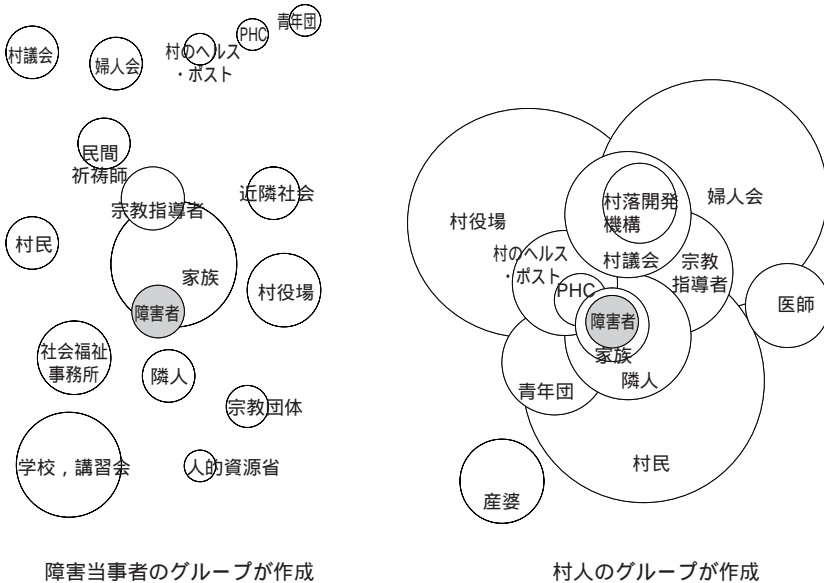 青年団
PHC
村議会
婦人会
村のヘルス
・ポスト
民間
祈祷師
近隣社会
宗教指導者
村民
家族
村役場
障害者
社会福祉
事務所
隣人
宗教団体
学校，講習会
人的資源省
障害当事者のグループが作成
村落開発
機構
婦人会
村役場
村のヘルス
・ポスト
村議会
宗教
指導者
PHC
医師
障害者
家族
隣人
青年団
村民
産婆
村人のグループが作成